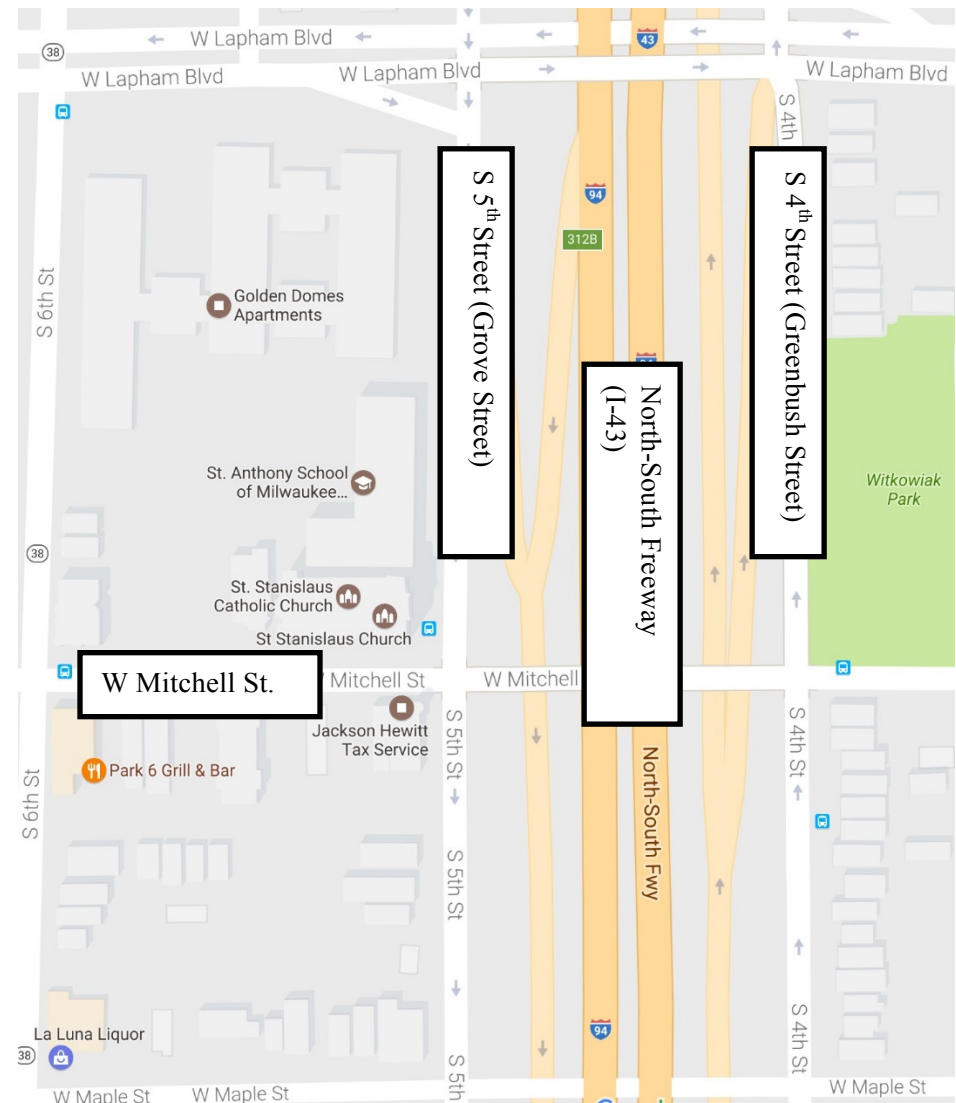 38
W Lapham Blvd
43
W Lapham Blvd
W Lapham Blvd
W Lapham Blvd
S 4th
94
312B
S 5th Street (Grove Street)
S 4th Street (Greenbush Street)
Golden Domes
Apartments
S 6th St
North-South Freeway
(I-43)
St. Anthony School
of Milwaukee...
Witkowiak
Park
38
St. Stanislaus
Catholic Church
St Stanislaus Church
W Mitchell St.
Mitchell St
W Mitchell
Jackson Hewitt
Tax Service
S 5th St
S 4th St
Park 6 Grill & Bar
S 6th St
North-South Fwy
S 5th St
La Luna Liquor
38
94
S 4th St
S 5th
W Maple St
W Maple St
W Maple St